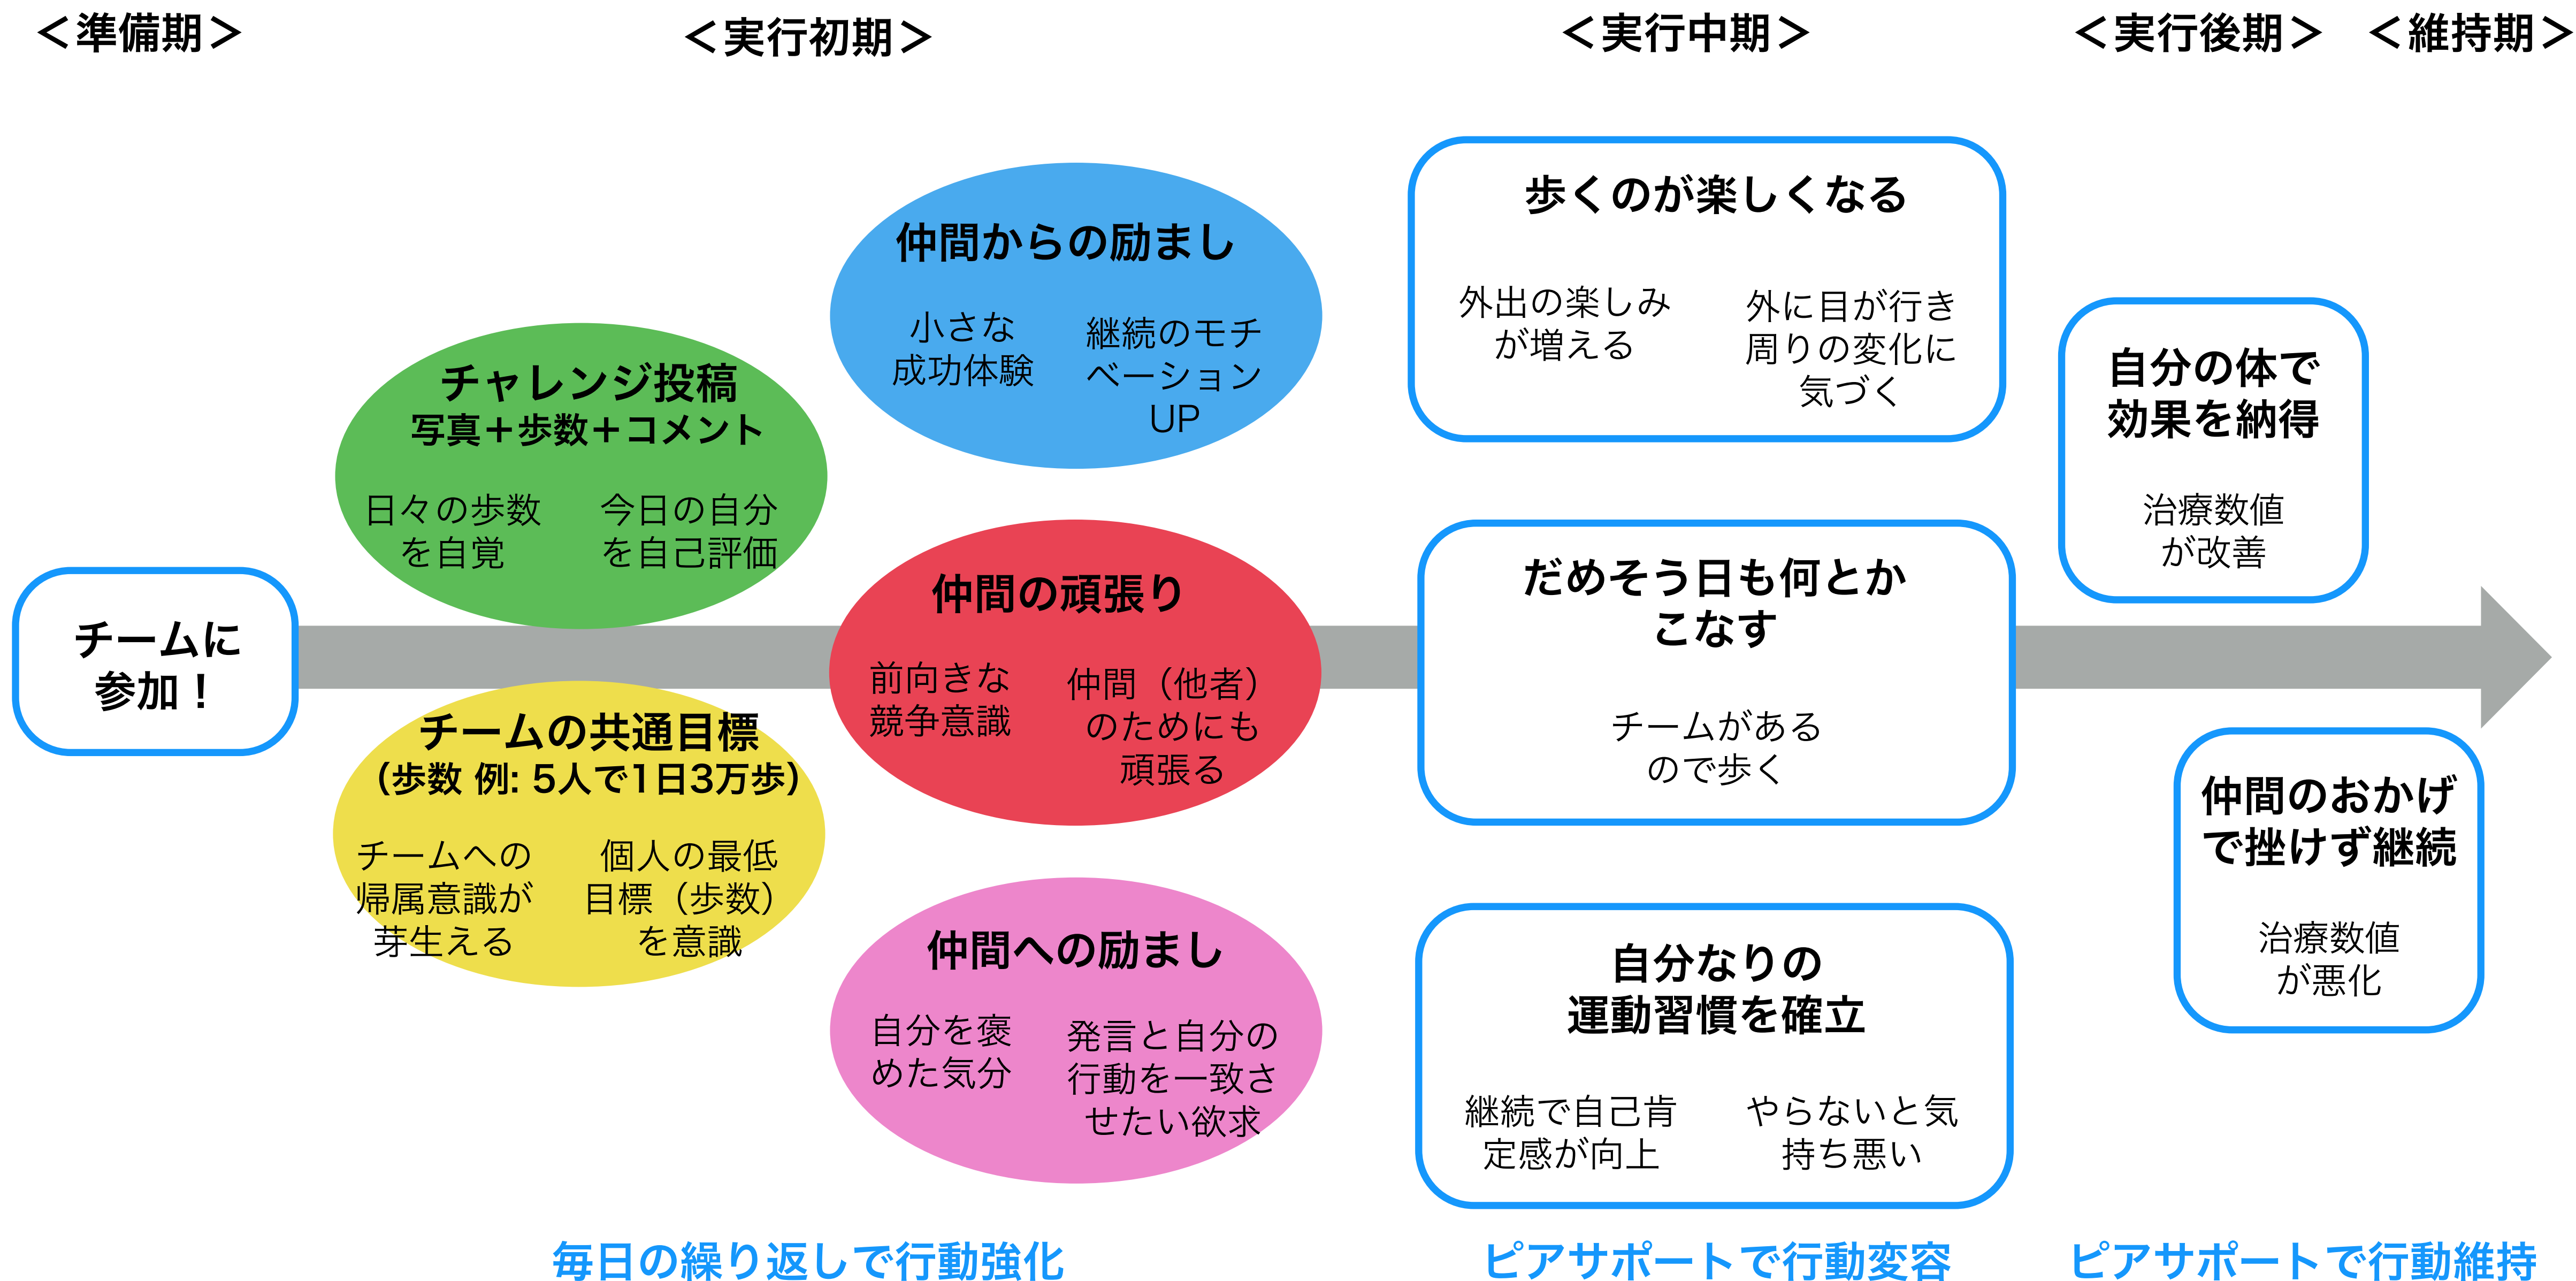 ＜準備期＞
＜実行初期＞
＜実行中期＞
＜実行後期＞
＜維持期＞
チームに
参加！
チャレンジ投稿
写真＋歩数＋コメント
日々の歩数
を自覚
今日の自分
を自己評価
チームの共通目標
（歩数 例: 5人で1日3万歩）
チームへの
帰属意識が
芽生える
個人の最低
目標（歩数）
を意識
仲間からの励まし
小さな
成功体験
継続のモチ
ベーション
UP
仲間の頑張り
前向きな
競争意識
仲間（他者）
のためにも
頑張る
仲間への励まし
自分を褒
めた気分
発言と自分の
行動を一致さ
せたい欲求
歩くのが楽しくなる
外出の楽しみ
が増える
外に目が行き
周りの変化に
気づく
だめそう日も何とか
こなす
チームがある
ので歩く
自分なりの
運動習慣を確立
継続で自己肯
定感が向上
やらないと気
持ち悪い
自分の体で
効果を納得
治療数値
が改善
仲間のおかげ
で挫けず継続
治療数値
が悪化
毎日の繰り返しで行動強化
ピアサポートで行動変容
ピアサポートで行動維持